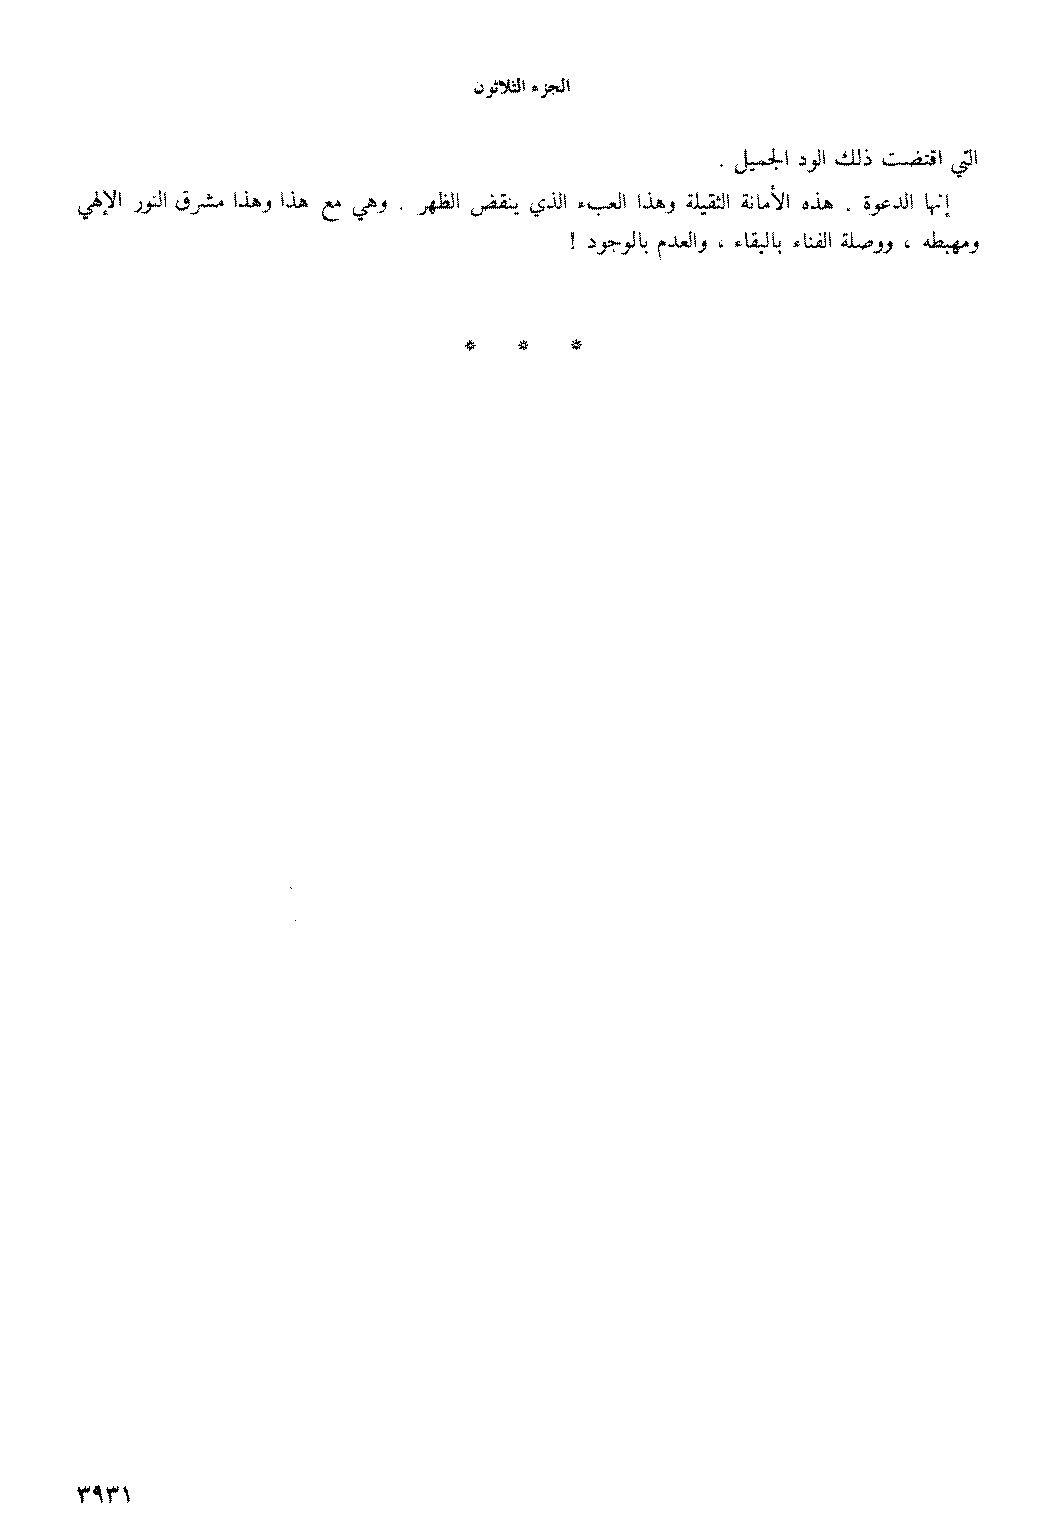 الجزء الثلاثون
التي اقتضت ذلك الود الجميل .
إنها الدعوة . هذه الأمانة الثقيلة وهذا العبء الذي ينقض الظهر . وهي مع هذا وهذا مشرق النور الإلهي
ومهبطه ، ووصلة الفناء بالبقاء ، والعدم بالوجود !
* * *
٣٩٣١